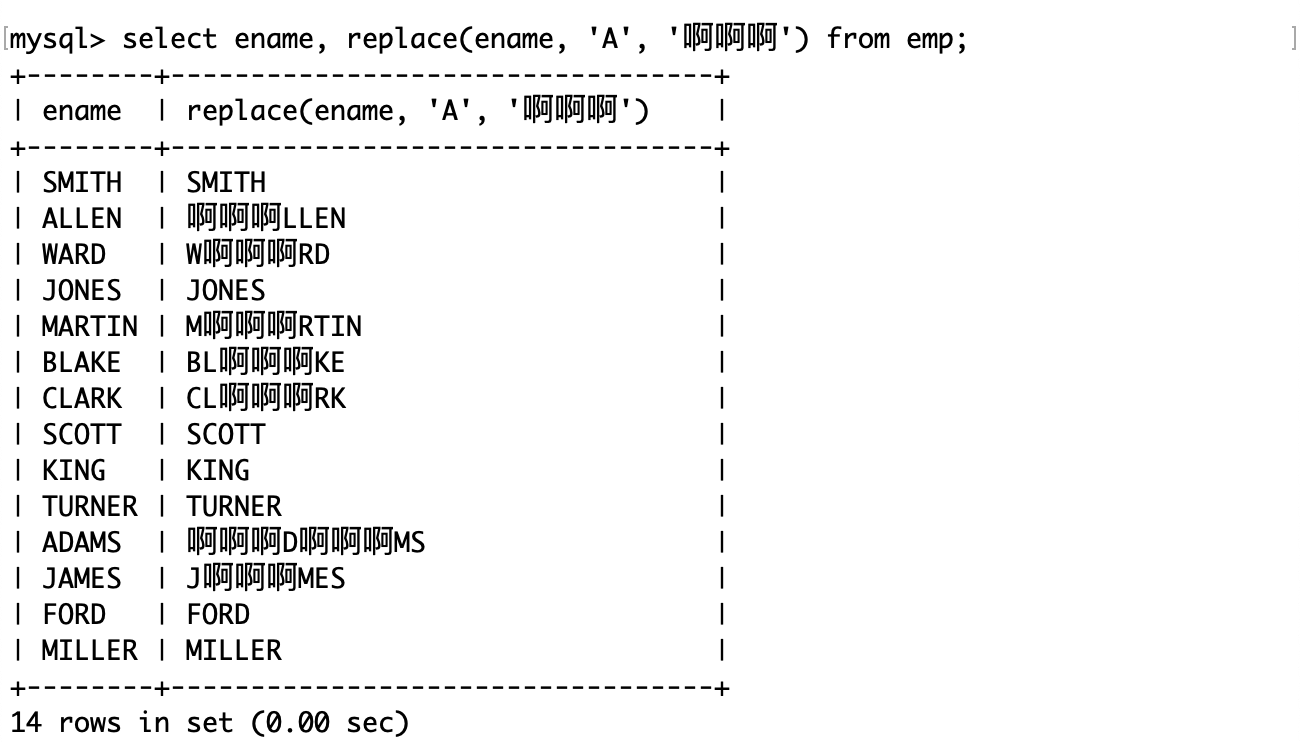 mysql> select ename, replace(ename, 'A', '啊啊啊') from emp;
+--------+----------------------------------+
| ename  | replace(ename, 'A', '啊啊啊')    |
+--------+----------------------------------+
| SMITH  | SMITH                            |
| ALLEN  | 啊啊啊LLEN                       |
| WARD   | W啊啊啊RD                        |
| JONES  | JONES                            |
| MARTIN | M啊啊啊RTIN                      |
| BLAKE  | BL啊啊啊KE                       |
| CLARK  | CL啊啊啊RK                       |
| SCOTT  | SCOTT                            |
| KING   | KING                             |
| TURNER | TURNER                           |
| ADAMS  | 啊啊啊D啊啊啊MS                  |
| JAMES  | J啊啊啊MES                       |
| FORD   | FORD                             |
| MILLER | MILLER                           |
+--------+----------------------------------+
14 rows in set (0.00 sec)